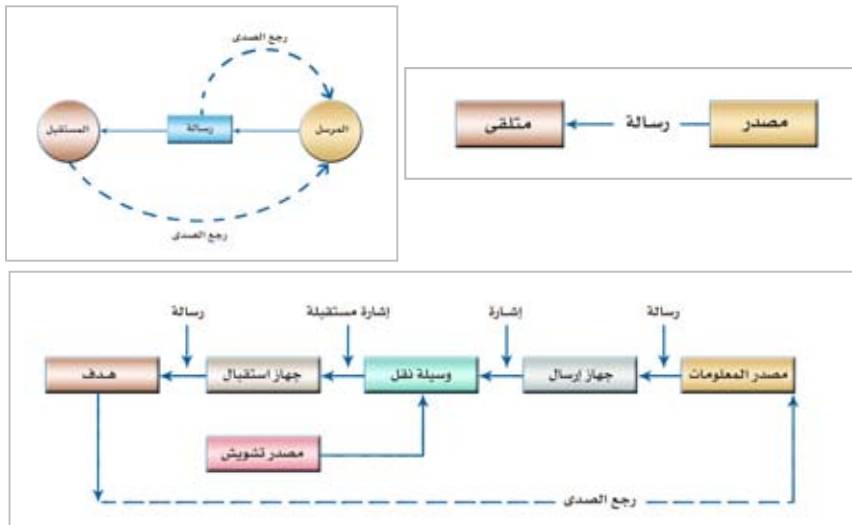 رجع الصدى
المرسل
رسالة
المستقبل
رجع الصدى
مصدر
رسالة
متلقى
رسالة
إشارة
إشارة مستقبلة
رسالة
مصدر المعلومات
جهاز إرسال
وسيلة نقل
جهاز استقبال
هدف
مصدر تشويش
رجع الصدى